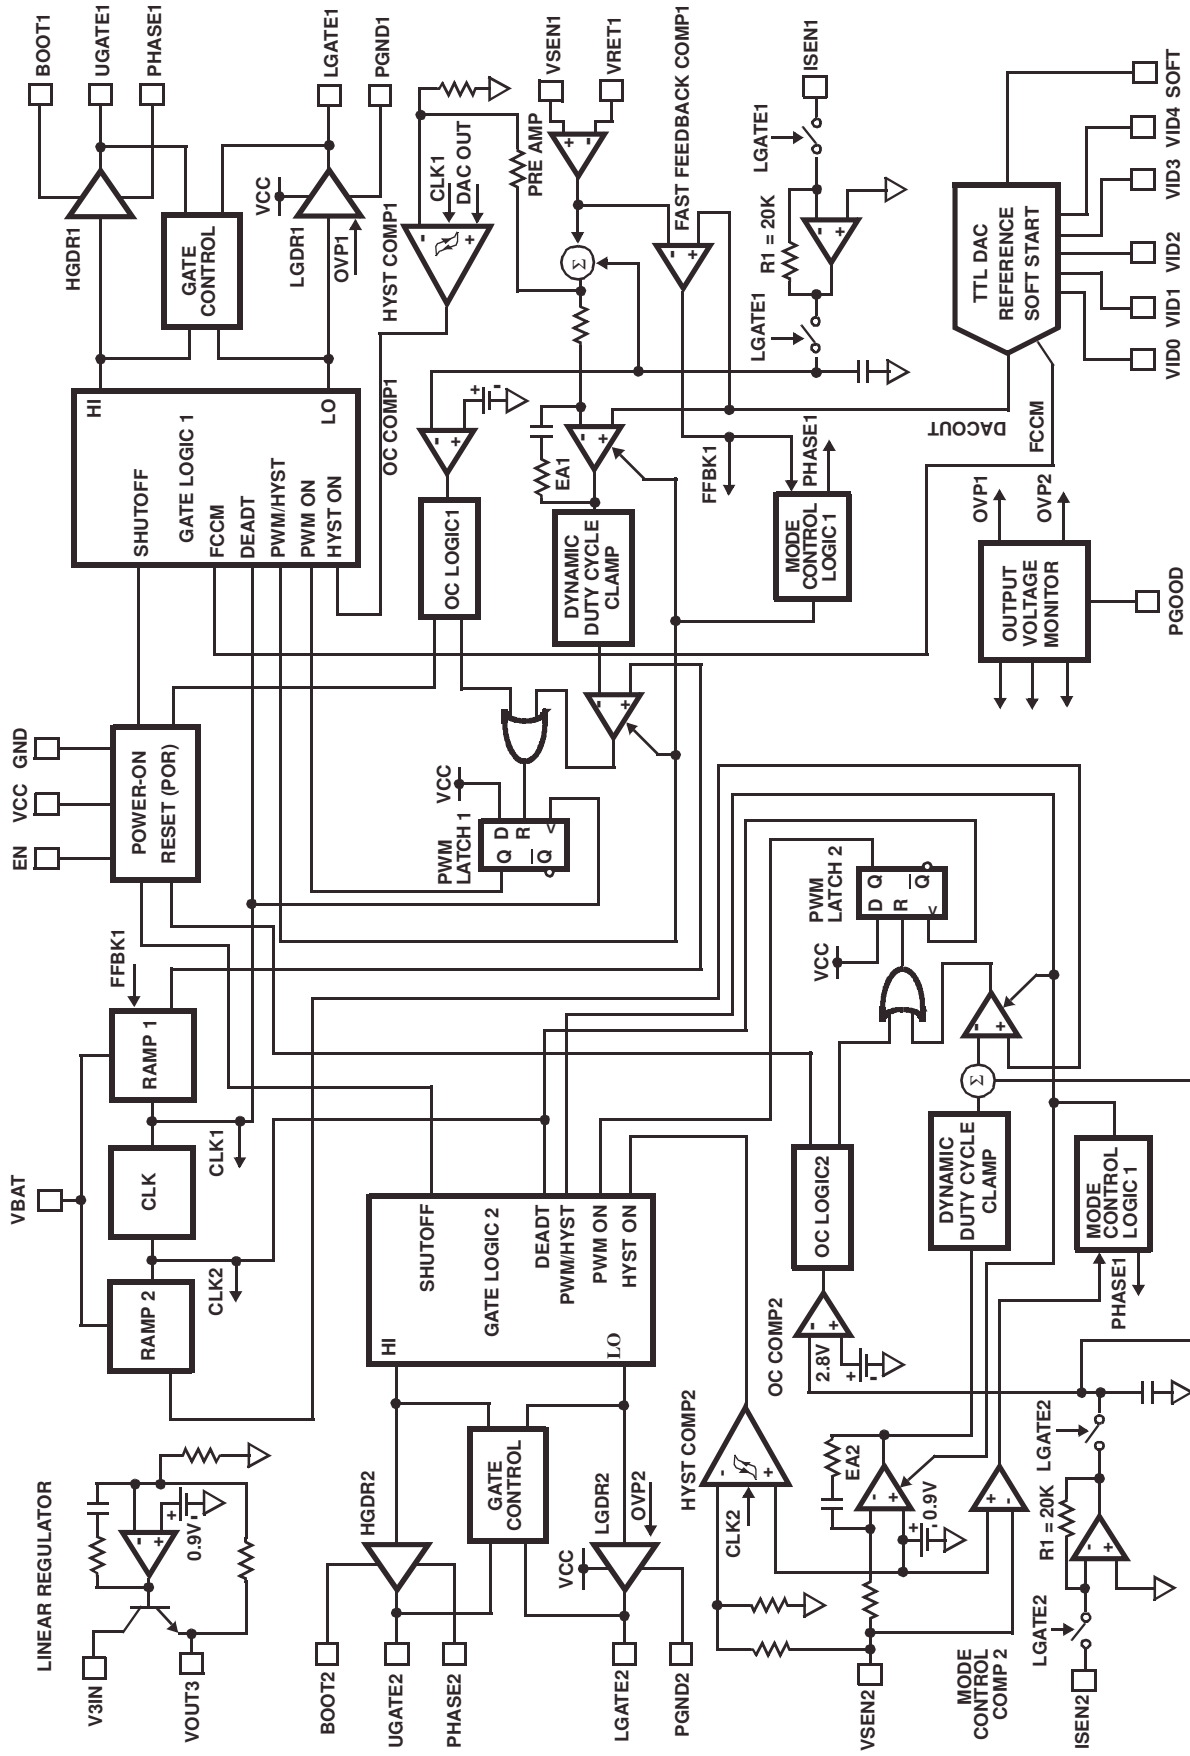 BOOT1
UGATE1
PHASE1
LGATE1
PGND1
VSEN1
VRET1
ISEN1
SOFT
VID4
VID3
VID2
VID1
VID0
HGDR1
GATE
CONTROL
VCC
LGDR1
OVP1
HYST COMP1
CLK1
DAC OUT
-
+
PRE AMP
+
-
Σ
FAST FEEDBACK COMP1
-
+
LGATE1
R1 = 20K
-
+
LGATE1
TTL DAC
REFERENCE
SOFT START
HI
LO
SHUTOFF
GATE LOGIC 1
FCCM
DEADT
PWM/HYST
PWM ON
HYST ON
OC COMP1
-
+
+
-
OC LOGIC1
EA1
-
+
DYNAMIC
DUTY CYCLE
CLAMP
FFBK1
PHASE1
MODE
CONTROL
LOGIC 1
DACOUT
FCCM
OVP1
OVP2
OUTPUT
VOLTAGE
MONITOR
PGOOD
GND
VCC
EN
POWER-ON
RESET (POR)
VCC
PWM
LATCH 1
D
R
<
Q
Q
-
+
FFBK1
VBAT
RAMP 1
CLK
RAMP 2
CLK1
CLK2
PWM
LATCH 2
VCC
D
Q
R
Q
<
-
+
Σ
SHUTOFF
GATE LOGIC 2
DEADT
PWM/HYST
PWM ON
HYST ON
HI
LO
OC LOGIC2
DYNAMIC
DUTY CYCLE
CLAMP
MODE
CONTROL
LOGIC 1
PHASE1
OC COMP2
-
+
2.8V
+
-
LINEAR REGULATOR
-
+
+
-
0.9V
V3IN
VOUT3
HGDR2
GATE
CONTROL
LGDR2
OVP2
VCC
HYST COMP2
-
+
CLK2
EA2
-
+
+
-
0.9V
+
-
LGATE2
R1 = 20K
-
+
LGATE2
BOOT2
UGATE2
PHASE2
LGATE2
PGND2
VSEN2
MODE
CONTROL
COMP 2
ISEN2